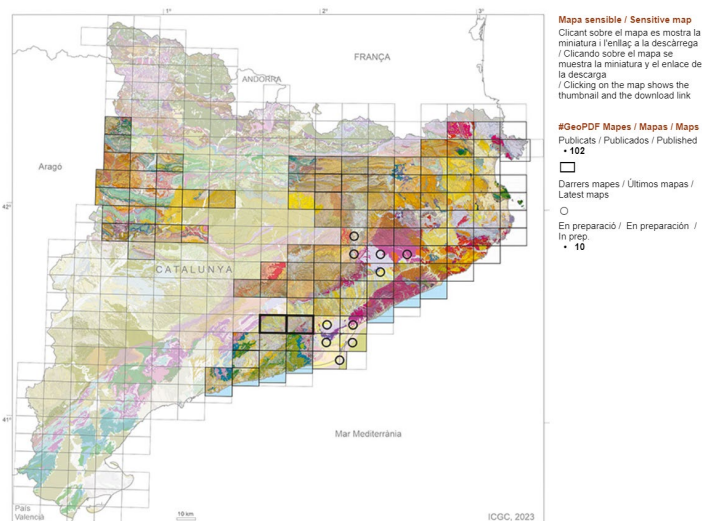 1°
2°
3°
FRANÇA
ANDORRA
Aragó
42°
CATALUNYA
41°
Mar Mediterrània
País
Valencià
10 km
ICGC, 2023
Mapa sensible / Sensitive map
Clicant sobre el mapa es mostra la
miniatura i l'enllaç a la descàrrega
/ Clicando sobre el mapa se
muestra la miniatura y el enlace de
la descarga
/ Clicking on the map shows the
thumbnail and the download link
#GeoPDF Mapes / Mapas / Maps
Publicats / Publicados / Published
• 102
Darrers mapes / Últimos mapas /
Latest maps
En preparació / En preparación /
In prep.
• 10